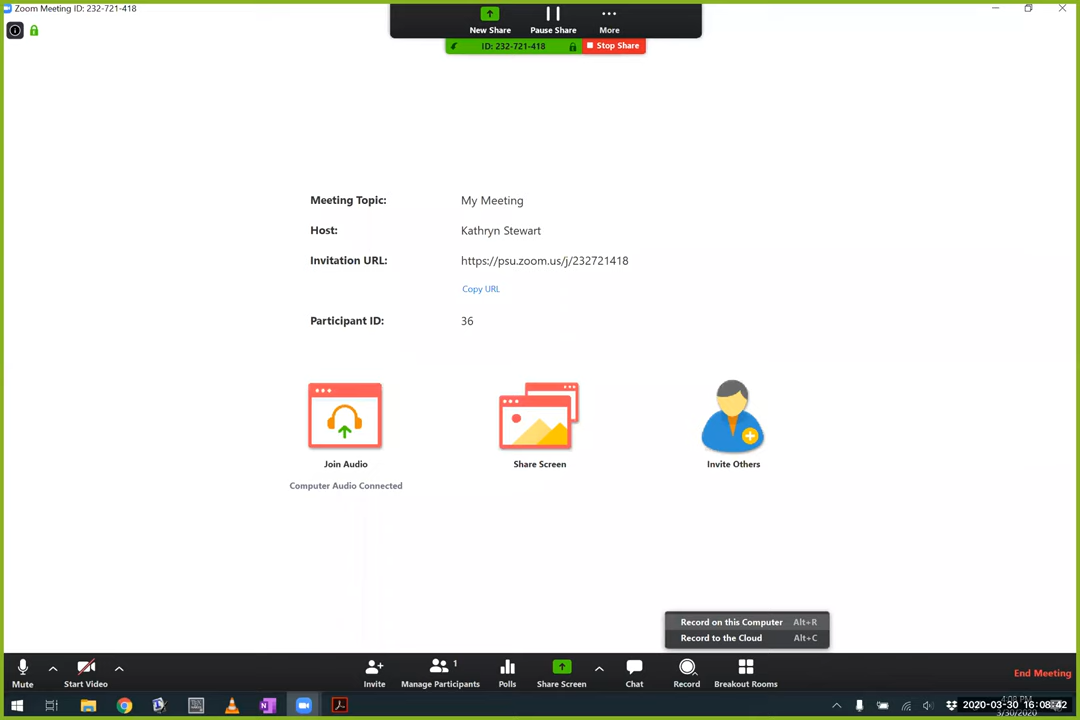 Zoom Meeting ID: 232-721-418
New Share
Pause Share
More
ID: 232-721-418
Stop Share
Meeting Topic:
My Meeting
Host:
Kathryn Stewart
Invitation URL:
https://psu.zoom.us/j/232721418
Copy URL
Participant ID:
36
Join Audio
Share Screen
Invite Others
Computer Audio Connected
Record on this Computer Alt+R
Record to the Cloud Alt+C
Mute
Start Video
Invite
1
Manage Participants
Polls
Share Screen
Chat
Record
Breakout Rooms
End Meeting
2020-03-30 16:08:42